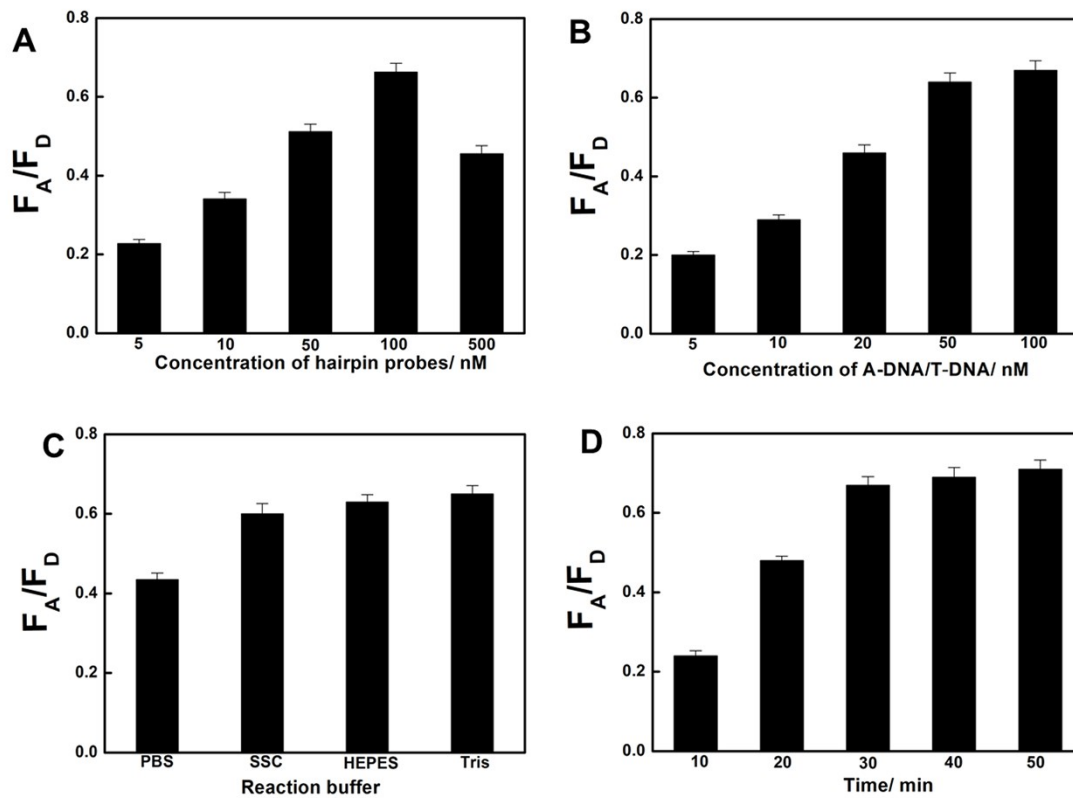 A
F_A/F_D
0.8
0.6
0.4
0.2
0.0
5 10 50 100 500
Concentration of hairpin probes/ nM
B
F_A/F_D
0.8
0.6
0.4
0.2
0.0
5 10 20 50 100
Concentration of A-DNA/T-DNA/ nM
C
F_A/F_D
0.8
0.6
0.4
0.2
0.0
PBS SSC HEPES Tris
Reaction buffer
D
F_A/F_D
0.8
0.6
0.4
0.2
0.0
10 20 30 40 50
Time/ min